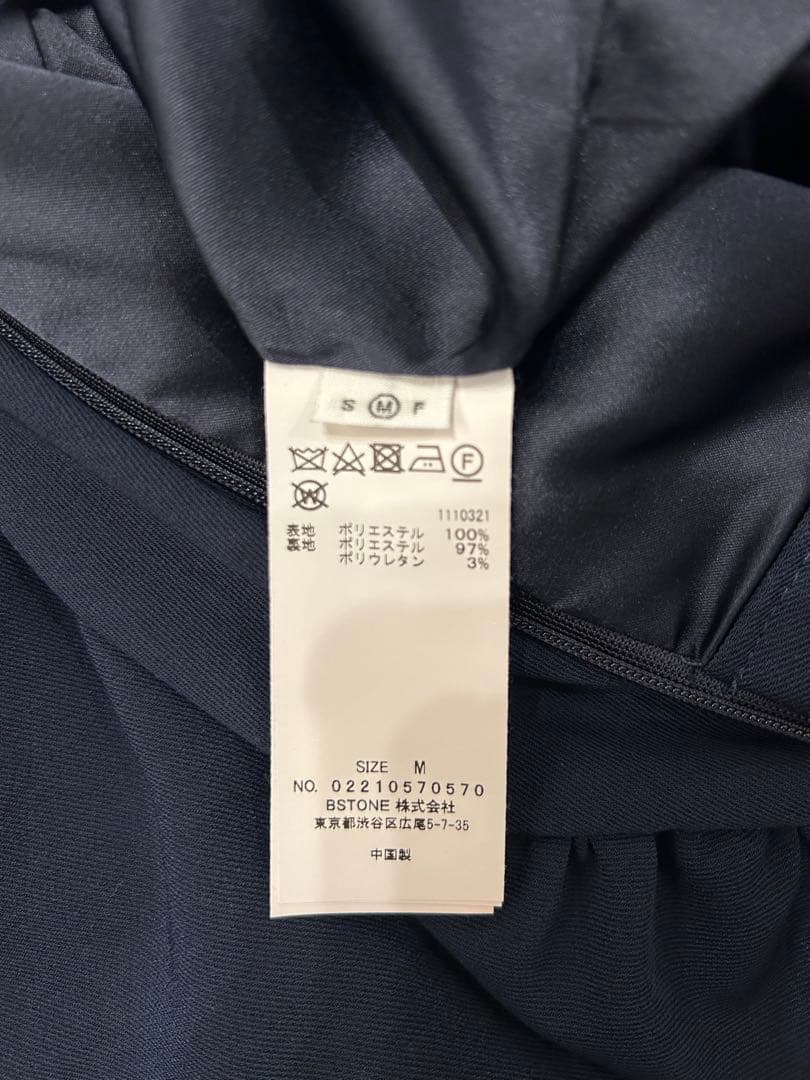 S M F
F
W
1110321
表地 ポリエステル 100%
裏地 ポリエステル 97%
ポリウレタン 3%
SIZE M
NO. 02210570570
BSTONE 株式会社
東京都渋谷区広尾5-7-35
中国製